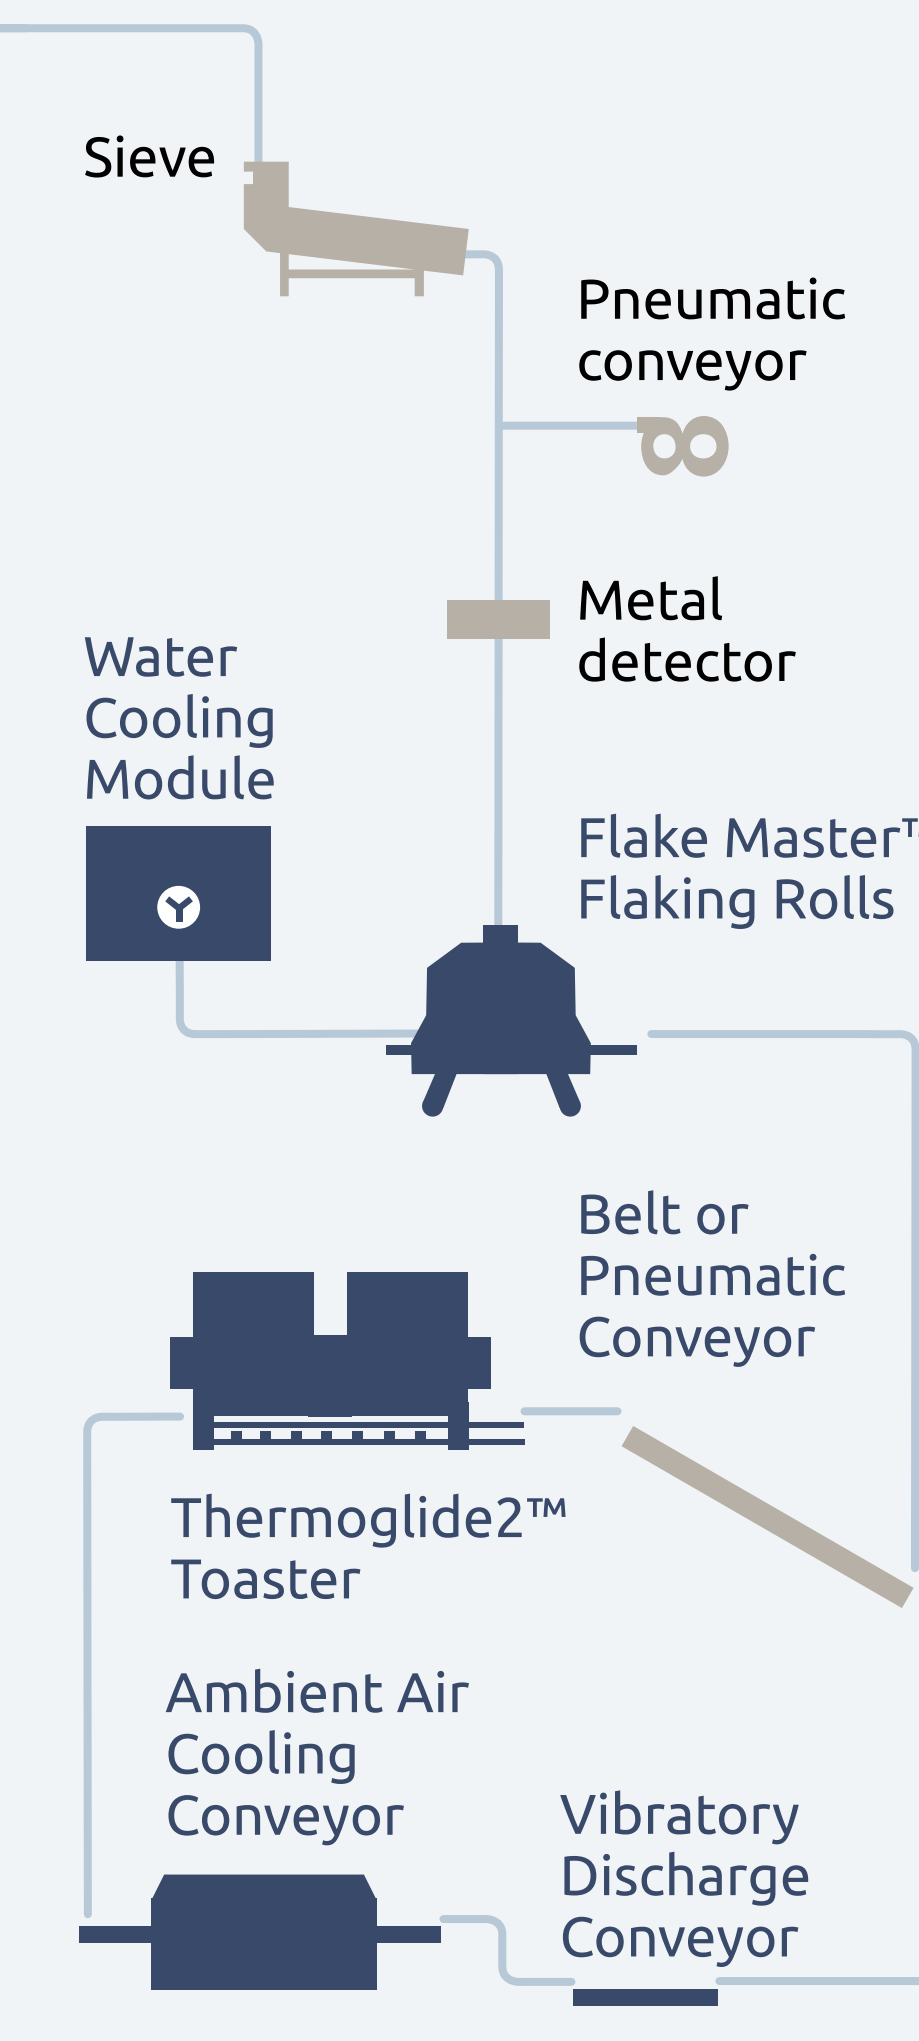 Sieve
Pneumatic
conveyor
Metal
detector
Water
Cooling
Module
Flake Master™
Flaking Rolls
Belt or
Pneumatic
Conveyor
Thermoglide2™
Toaster
Ambient Air
Cooling
Conveyor
Vibratory
Discharge
Conveyor